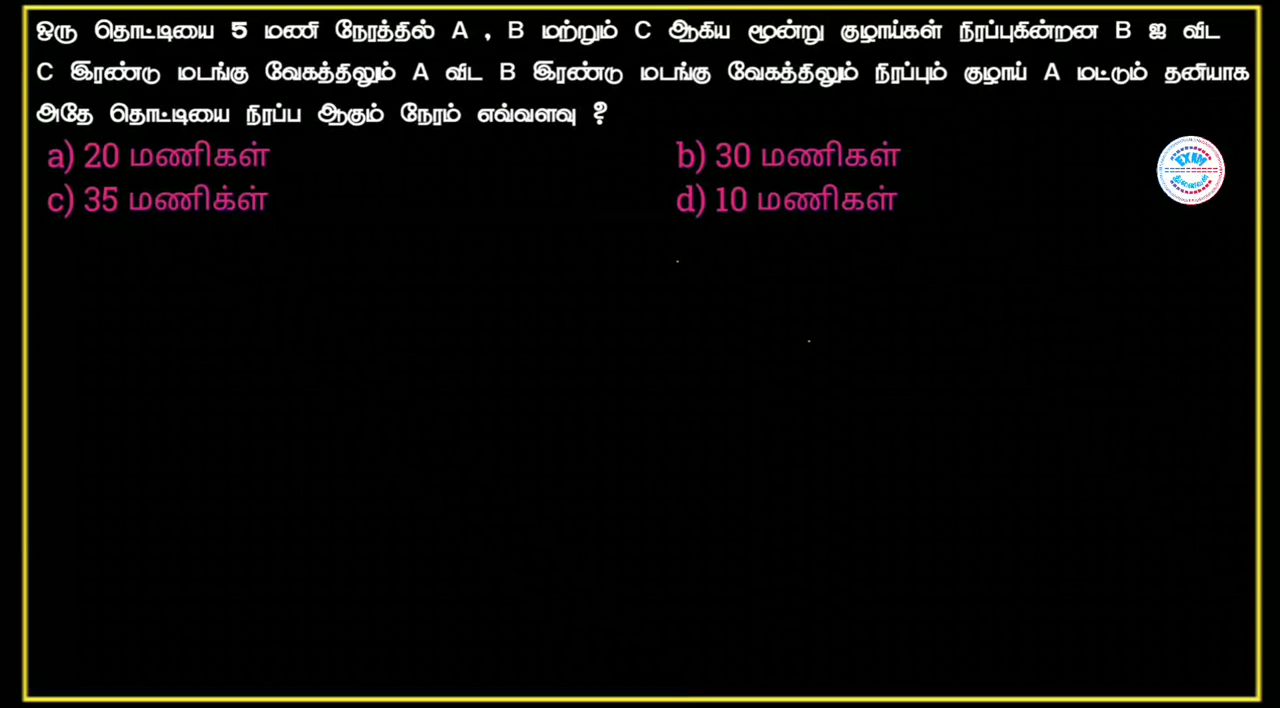 ஒரு தொட்டியை 5 மணி நேரத்தில் A , B மற்றும் C ஆகிய மூன்று குழாய்கள் நிரப்புகின்றன B ஐ விட
C இரண்டு மடங்கு வேகத்திலும் A விட B இரண்டு மடங்கு வேகத்திலும் நிரப்பும் குழாய் A மட்டும் தனியாக
அதே தொட்டியை நிரப்ப ஆகும் நேரம் எவ்வளவு ?
a) 20 மணிகள் b) 30 மணிகள்
c) 35 மணிக்ள் d) 10 மணிகள்
EXAM